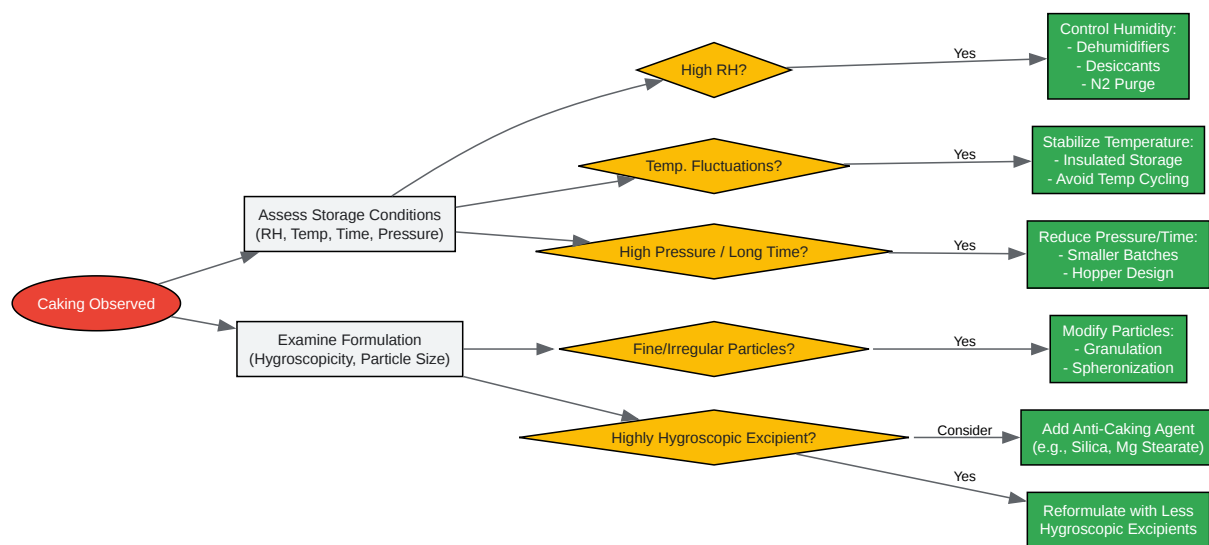 Caking Observed
Assess Storage Conditions
(RH, Temp, Time, Pressure)
Examine Formulation
(Hygroscopicity, Particle Size)
High RH?
Yes
Control Humidity:
- Dehumidifiers
- Desiccants
- N2 Purge
Temp. Fluctuations?
Yes
Stabilize Temperature:
- Insulated Storage
- Avoid Temp Cycling
High Pressure / Long Time?
Yes
Reduce Pressure/Time:
- Smaller Batches
- Hopper Design
Fine/Irregular Particles?
Yes
Modify Particles:
- Granulation
- Spheronization
Highly Hygroscopic Excipient?
Consider
Add Anti-Caking Agent
(e.g., Silica, Mg Stearate)
Yes
Reformulate with Less
Hygroscopic Excipients